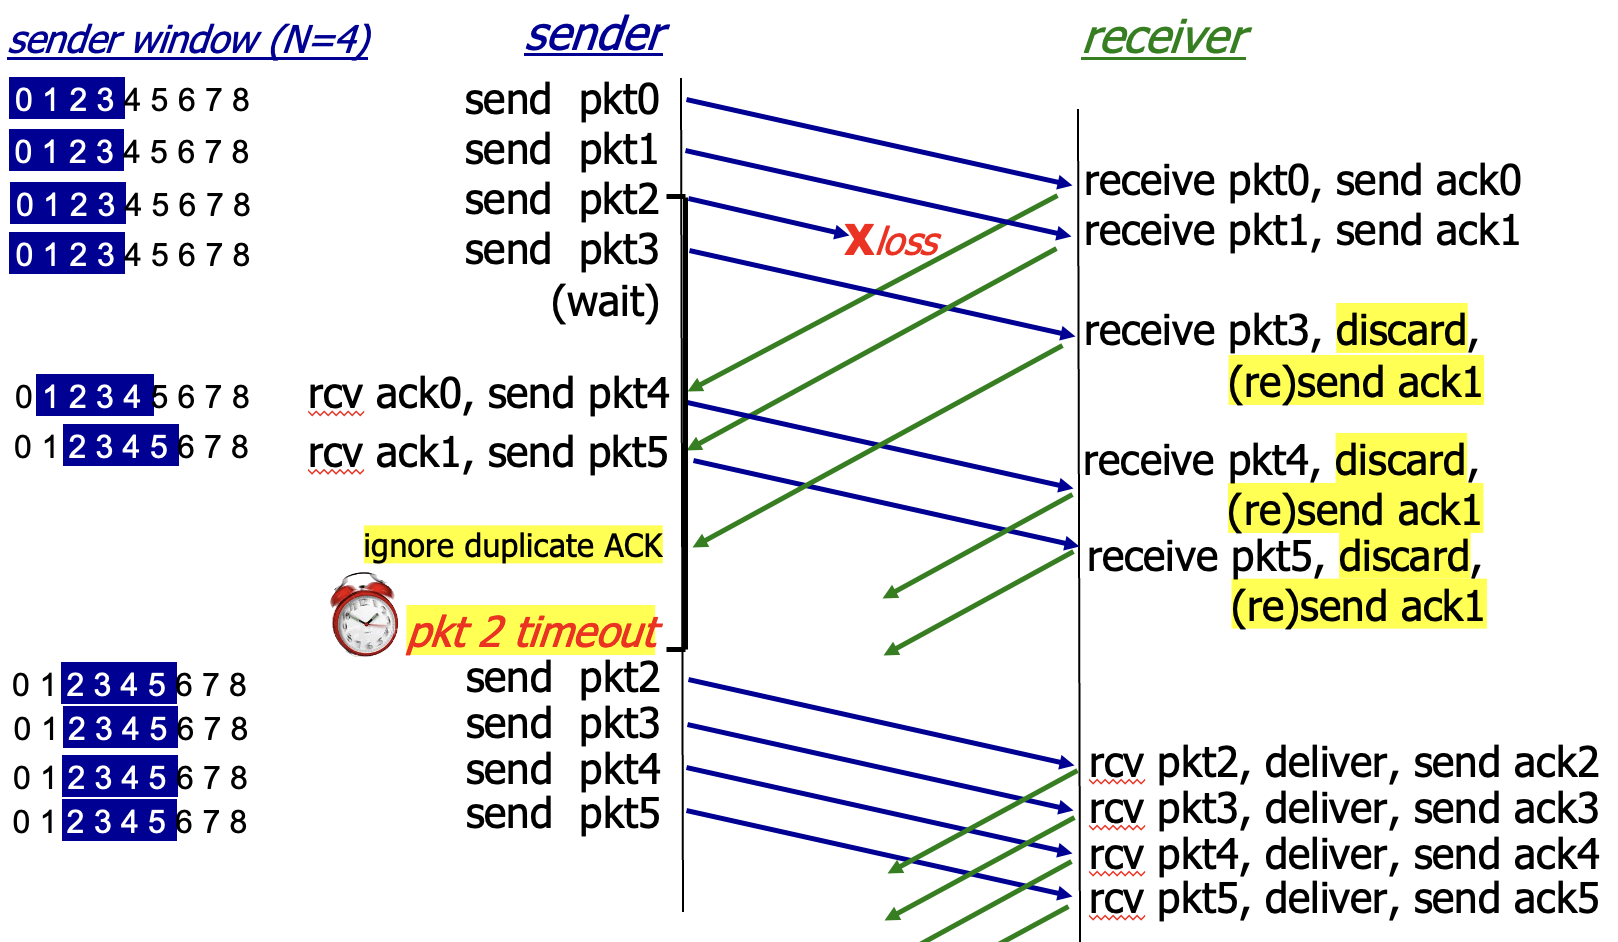 sender window (N=4)
sender
receiver
0 1 2 3 4 5 6 7 8
send pkt0
0 1 2 3 4 5 6 7 8
send pkt1
0 1 2 3 4 5 6 7 8
send pkt2
0 1 2 3 4 5 6 7 8
send pkt3
(wait)
X loss
receive pkt0, send ack0
receive pkt1, send ack1
receive pkt3, discard,
(re)send ack1
0 1 2 3 4 5 6 7 8
rcv ack0, send pkt4
0 1 2 3 4 5 6 7 8
rcv ack1, send pkt5
receive pkt4, discard,
(re)send ack1
receive pkt5, discard,
(re)send ack1
ignore duplicate ACK
pkt 2 timeout
0 1 2 3 4 5 6 7 8
send pkt2
0 1 2 3 4 5 6 7 8
send pkt3
0 1 2 3 4 5 6 7 8
send pkt4
0 1 2 3 4 5 6 7 8
send pkt5
rcv pkt2, deliver, send ack2
rcv pkt3, deliver, send ack3
rcv pkt4, deliver, send ack4
rcv pkt5, deliver, send ack5